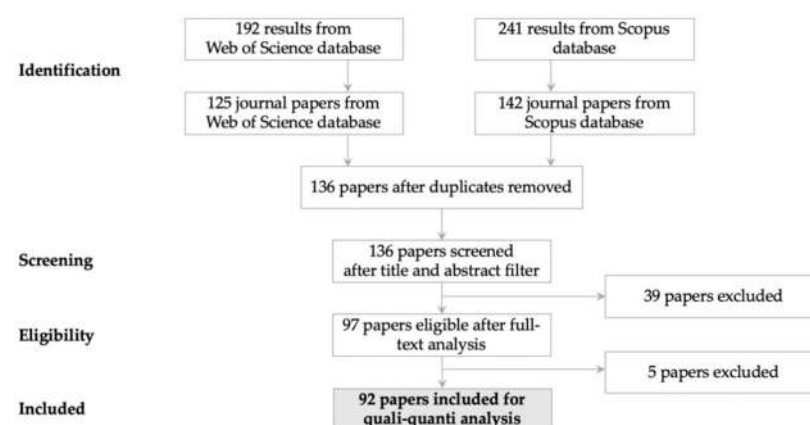 192 results from
Web of Science database
241 results from Scopus
database
Identification
125 journal papers from
Web of Science database
142 journal papers from
Scopus database
136 papers after duplicates removed
Screening
136 papers screened
after title and abstract filter
39 papers excluded
Eligibility
97 papers eligible after full-
text analysis
5 papers excluded
Included
92 papers included for
quali-quanti analysis